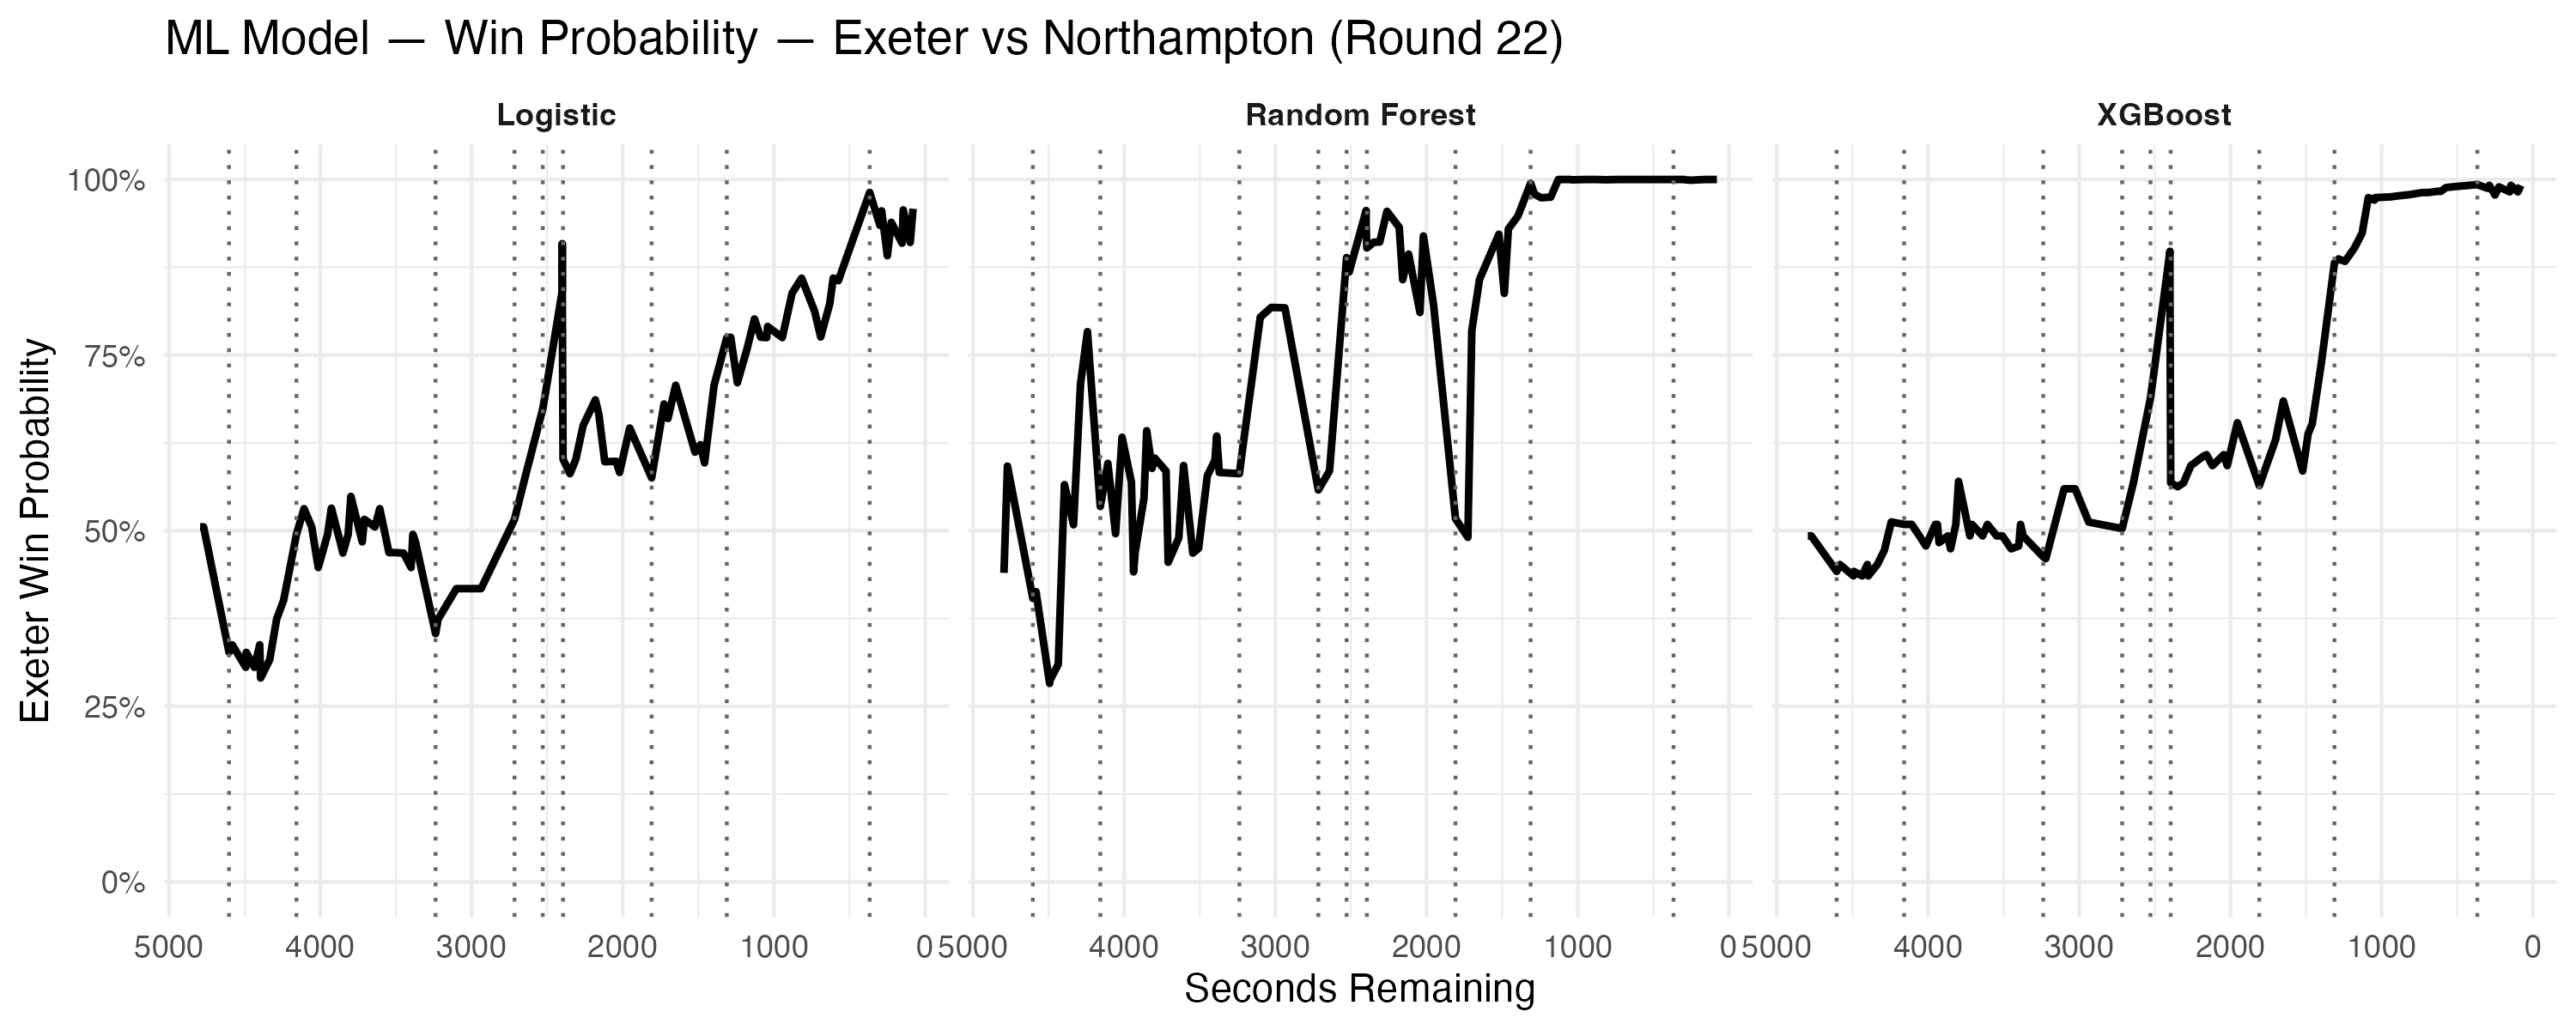 ML Model — Win Probability — Exeter vs Northampton (Round 22)
Logistic Random Forest XGBoost
Exeter Win Probability
100%
75%
50%
25%
0%
5000 4000 3000 2000 1000 0 5000 4000 3000 2000 1000 0 5000 4000 3000 2000 1000 0
Seconds Remaining